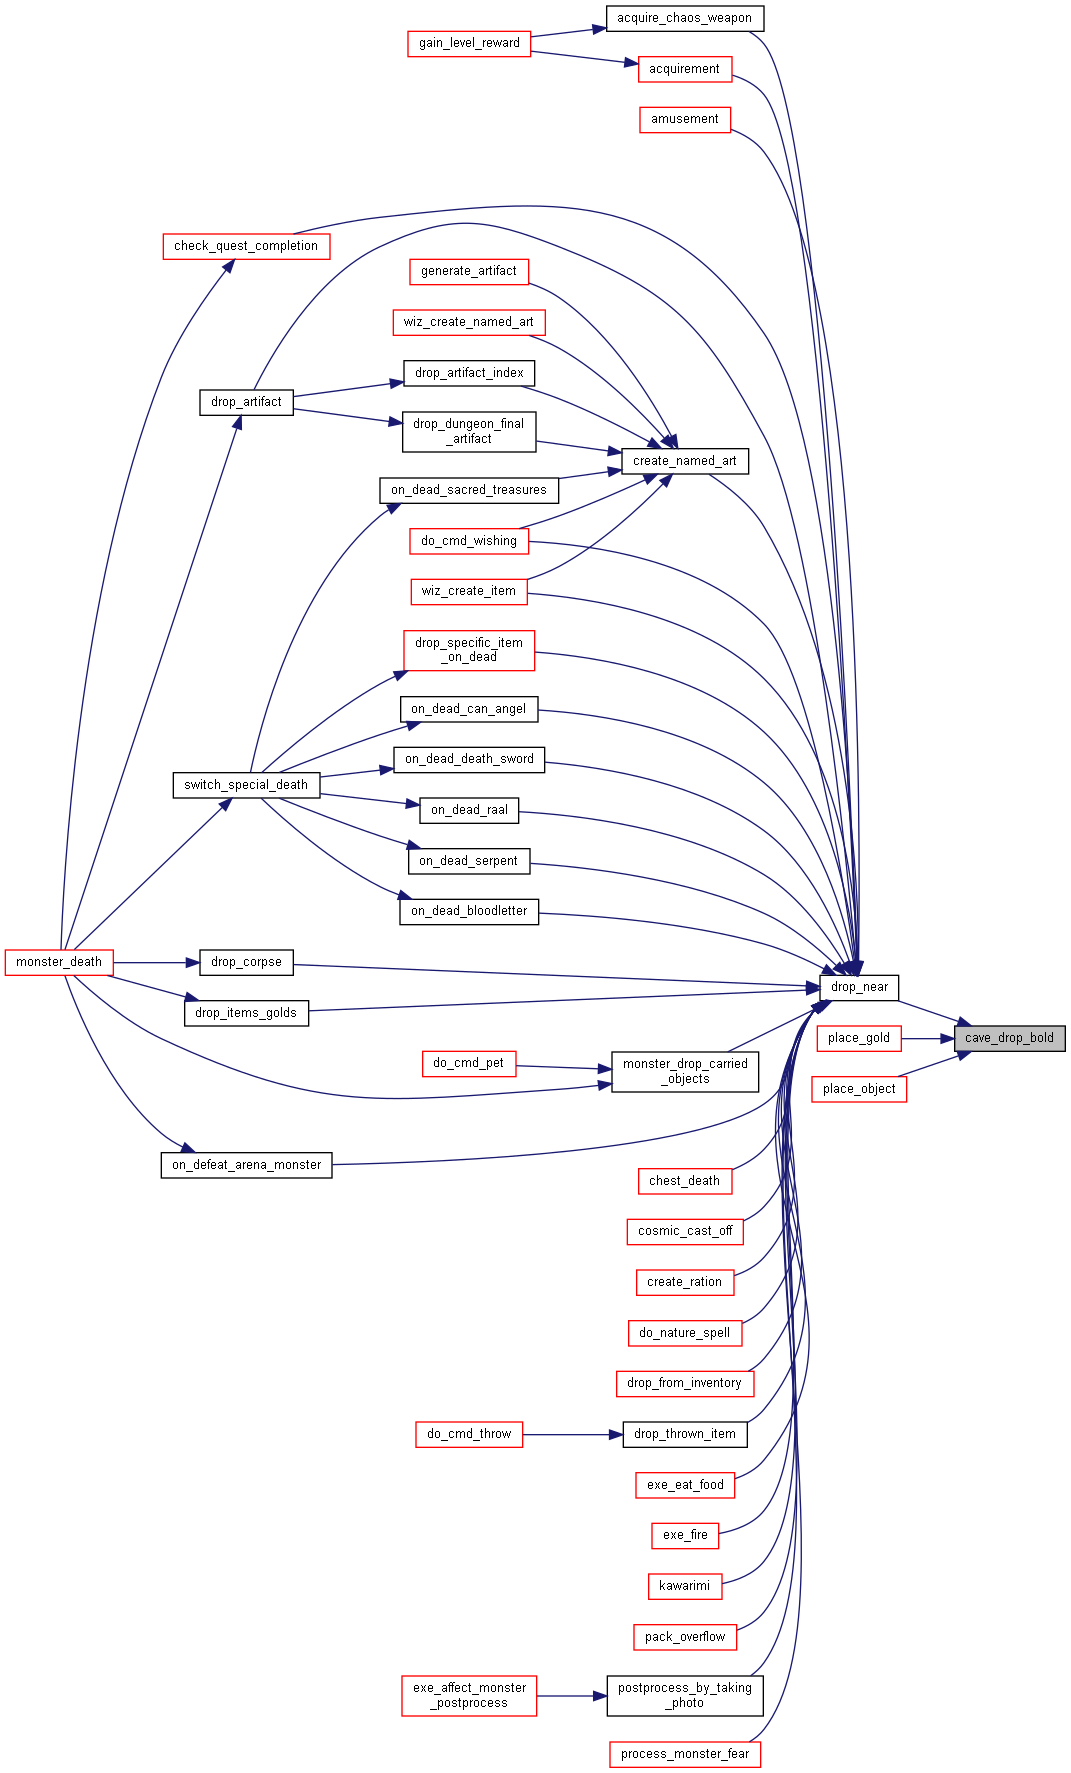 acquire_chaos_weapon
gain_level_reward
acquirement
amusement
check_quest_completion
generate_artifact
wiz_create_named_art
drop_artifact_index
drop_artifact
drop_dungeon_final
_artifact
create_named_art
on_dead_sacred_treasures
do_cmd_wishing
wiz_create_item
drop_specific_item
_on_dead
on_dead_can_angel
on_dead_death_sword
switch_special_death
on_dead_raal
on_dead_serpent
on_dead_bloodletter
monster_death
drop_corpse
drop_near
drop_items_golds
place_gold
cave_drop_bold
do_cmd_pet
monster_drop_carried
_objects
place_object
on_defeat_arena_monster
chest_death
cosmic_cast_off
create_ration
do_nature_spell
drop_from_inventory
do_cmd_throw
drop_thrown_item
exe_eat_food
exe_fire
kawarimi
pack_overflow
exe_affect_monster
_postprocess
postprocess_by_taking
_photo
process_monster_fear